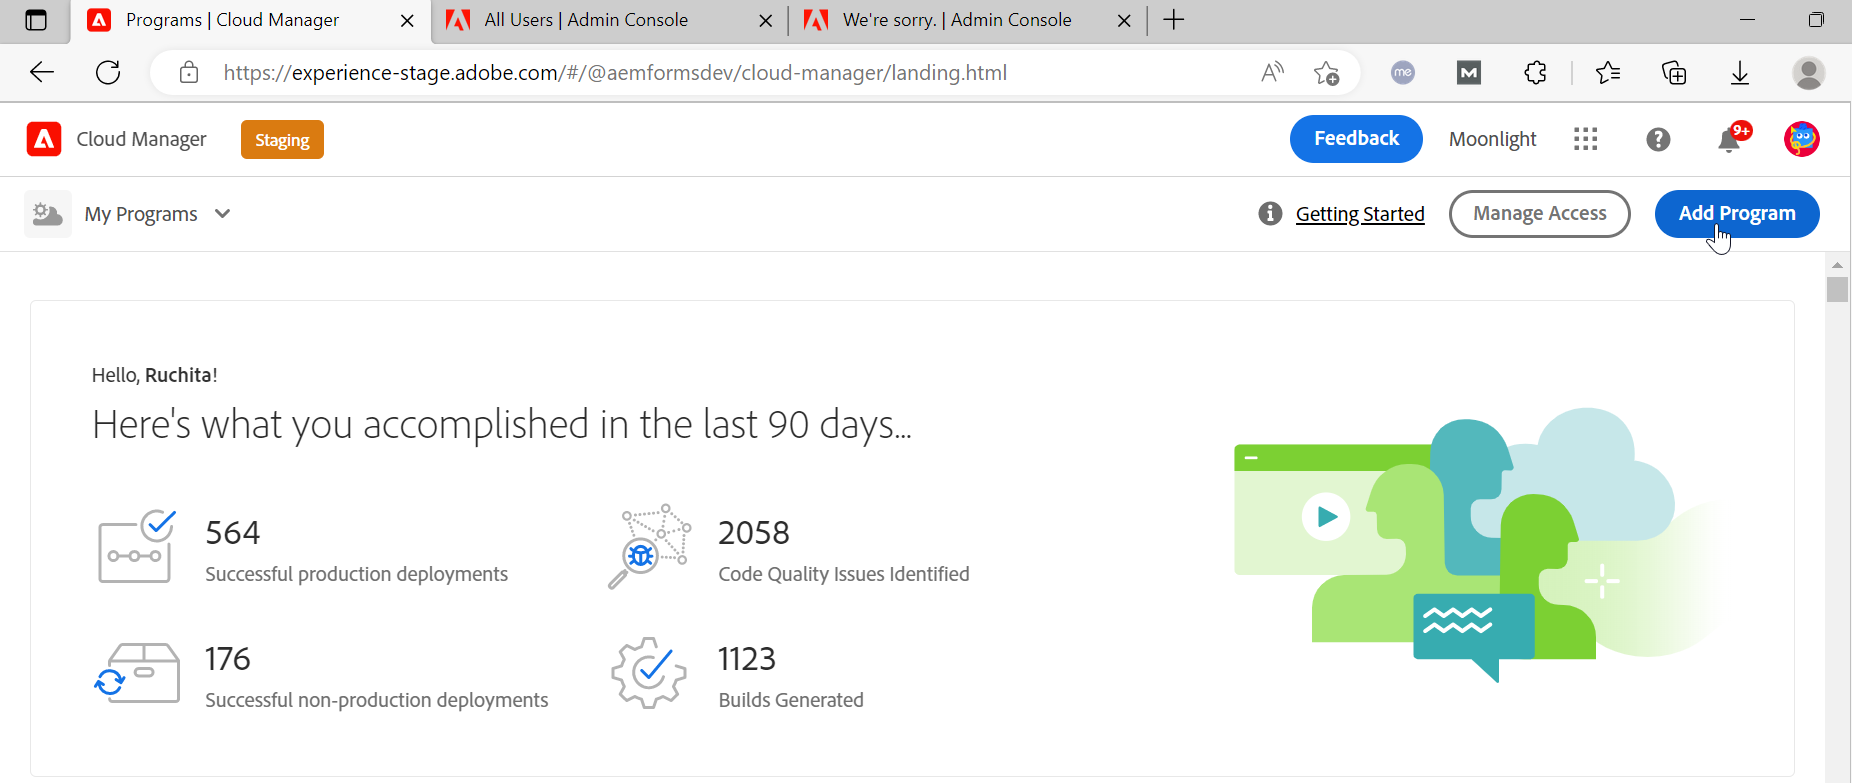 Programs | Cloud Manager
All Users | Admin Console
We're sorry. | Admin Console
https://experience-stage.adobe.com/#/@aemformsdev/cloud-manager/landing.html
A
me
M
Cloud Manager
Staging
Feedback
Moonlight
?
9+
My Programs
Getting Started
Manage Access
Add Program
Hello, Ruchita!
Here's what you accomplished in the last 90 days...
564
Successful production deployments
2058
Code Quality Issues Identified
176
Successful non-production deployments
1123
Builds Generated